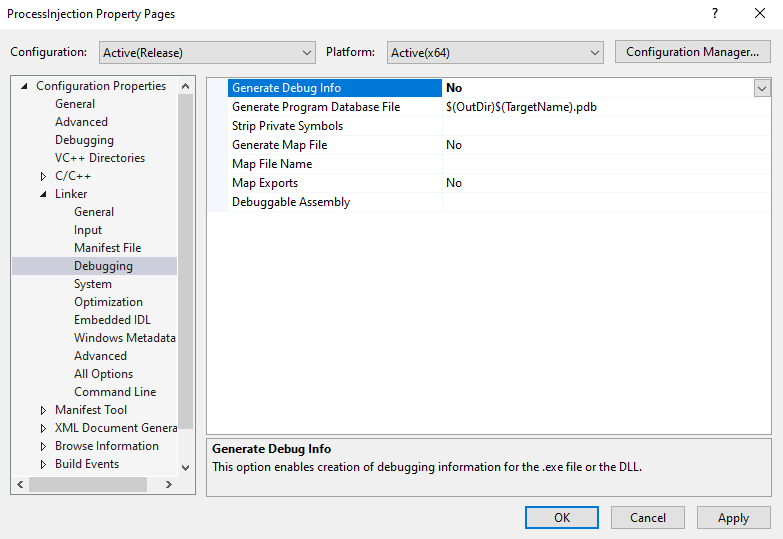 ProcessInjection Property Pages
Configuration: Active(Release) Platform: Active(x64) Configuration Manager...
Configuration Properties
General
Advanced
Debugging
VC++ Directories
C/C++
Linker
General
Input
Manifest File
Debugging
System
Optimization
Embedded IDL
Windows Metadata
Advanced
All Options
Command Line
Manifest Tool
XML Document Genera
Browse Information
Build Events
Generate Debug Info No
Generate Program Database File $(OutDir)$(TargetName).pdb
Strip Private Symbols
Generate Map File No
Map File Name
Map Exports No
Debuggable Assembly
Generate Debug Info
This option enables creation of debugging information for the .exe file or the DLL.
OK Cancel Apply